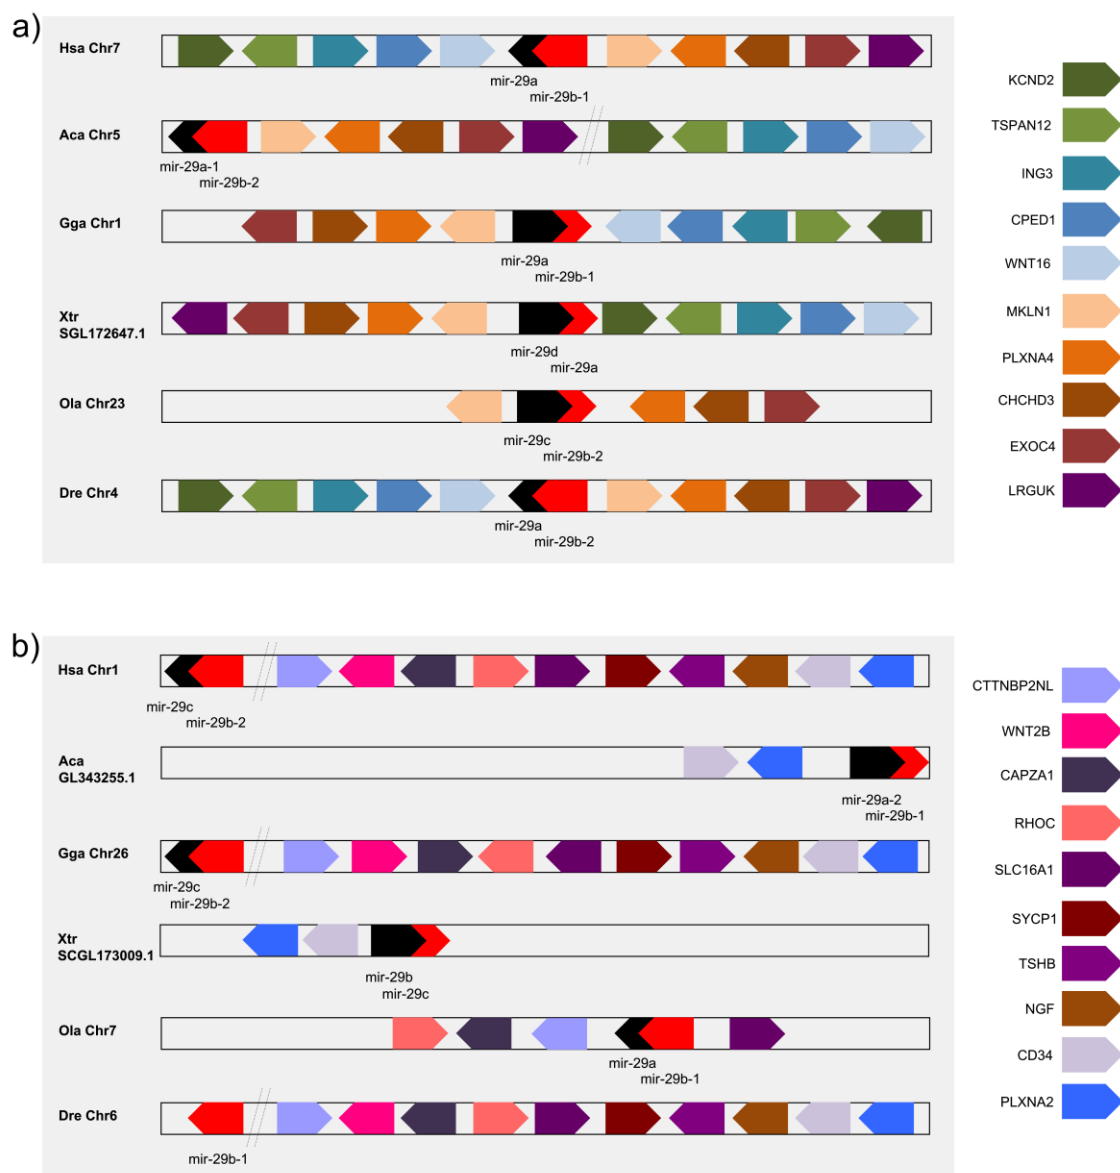 a)
Hsa Chr7
mir-29a
mir-29b-1
Aca Chr5
mir-29a-1
mir-29b-2
Gga Chr1
mir-29a
mir-29b-1
Xtr
SGL172647.1
mir-29d
mir-29a
Ola Chr23
mir-29c
mir-29b-2
Dre Chr4
mir-29a
mir-29b-2
KCND2
TSPAN12
ING3
CPED1
WNT16
MKLN1
PLXNA4
CHCHD3
EXOC4
LRGUK
b)
Hsa Chr1
mir-29c
mir-29b-2
Aca
GL343255.1
mir-29a-2
mir-29b-1
Gga Chr26
mir-29c
mir-29b-2
Xtr
SCGL173009.1
mir-29b
mir-29c
Ola Chr7
mir-29a
mir-29b-1
Dre Chr6
mir-29b-1
CTTNBP2NL
WNT2B
CAPZA1
RHOC
SLC16A1
SYCP1
TSHB
NGF
CD34
PLXNA2